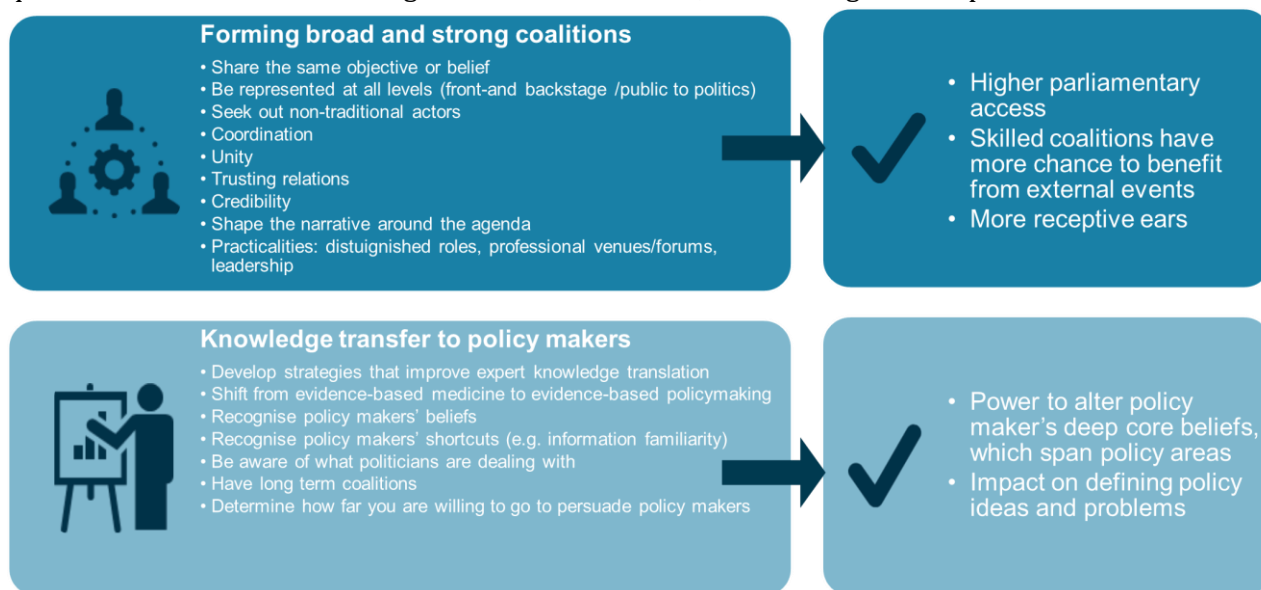 Forming broad and strong coalitions
• Share the same objective or belief
• Be represented at all levels (front-and backstage /public to politics)
• Seek out non-traditional actors
• Coordination
• Unity
• Trusting relations
• Credibility
• Shape the narrative around the agenda
• Practicalities: distuignished roles, professional venues/forums,
leadership
• Higher parliamentary
access
• Skilled coalitions have
more chance to benefit
from external events
• More receptive ears
Knowledge transfer to policy makers
• Develop strategies that improve expert knowledge translation
• Shift from evidence-based medicine to evidence-based policymaking
• Recognise policy makers' beliefs
• Recognise policy makers' shortcuts (e.g. information familiarity)
• Be aware of what politicians are dealing with
• Have long term coalitions
• Determine how far you are willing to go to persuade policy makers
• Power to alter policy
maker's deep core beliefs,
which span policy areas
• Impact on defining policy
ideas and problems